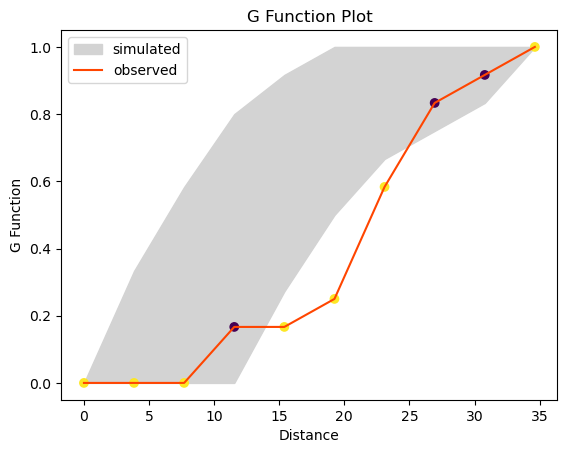 G Function Plot
simulated
observed
G Function
1.0
0.8
0.6
0.4
0.2
0.0
0 5 10 15 20 25 30 35
Distance